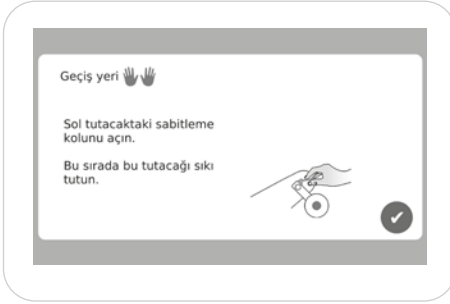 Geçiş yeri
Sol tutacaktaki sabitleme
kolunu açın.
Bu sırada bu tutacağı sıkı
tutun.